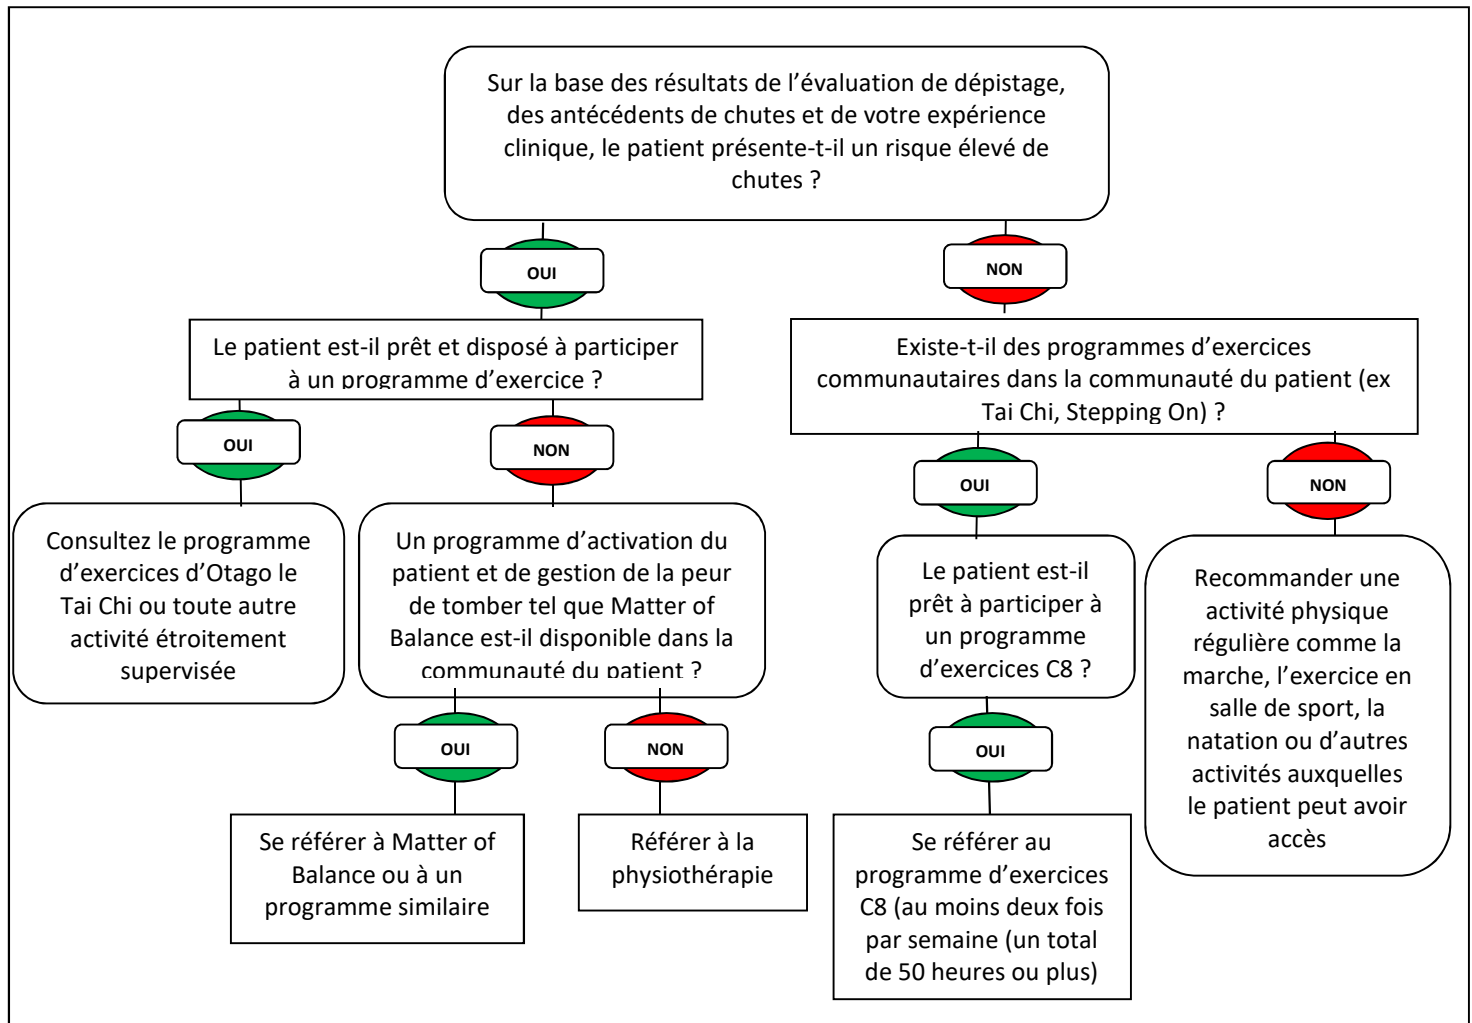 Sur la base des résultats de l’évaluation de dépistage,
des antécédents de chutes et de votre expérience
clinique, le patient présente-t-il un risque élevé de
chutes ?
OUI
NON
Le patient est-il prêt et disposé à participer
à un programme d’exercice ?
Existe-t-il des programmes d’exercices
communautaires dans la communauté du patient (ex
Tai Chi, Stepping On) ?
OUI
NON
OUI
NON
Consultez le programme
d’exercices d’Otago le
Tai Chi ou toute autre
activité étroitement
supervisée
Un programme d’activation du
patient et de gestion de la peur
de tomber tel que Matter of
Balance est-il disponible dans la
communauté du patient ?
Le patient est-il
prêt à participer à
un programme
d’exercices C8 ?
Recommander une
activité physique
régulière comme la
marche, l’exercice en
salle de sport, la
natation ou d’autres
activités auxquelles
le patient peut avoir
accès
OUI
NON
OUI
Se référer à Matter of
Balance ou à un
programme similaire
Référer à la
physiothérapie
Se référer au
programme d’exercices
C8 (au moins deux fois
par semaine (un total
de 50 heures ou plus)